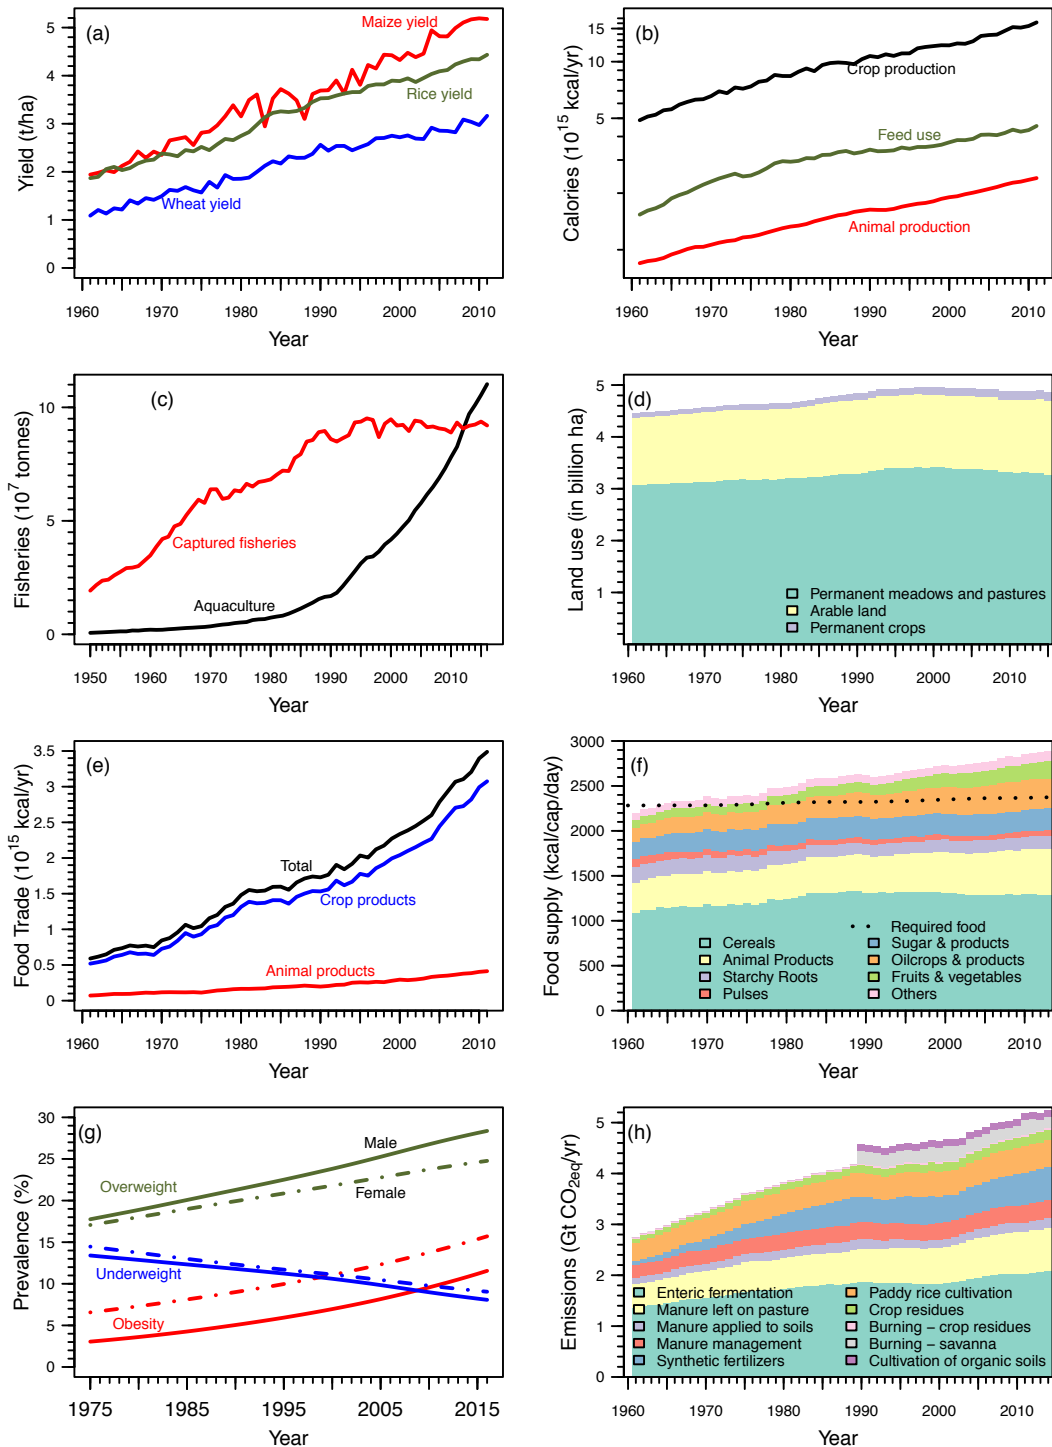 (a)
Maize yield
Rice yield
Wheat yield
Yield (t/ha)
0
1
2
3
4
5
1960
1970
1980
1990
2000
2010
Year
(b)
Crop production
Feed use
Animal production
Calories (10^15 kcal/yr)
5
10
15
1960
1970
1980
1990
2000
2010
Year
(c)
Captured fisheries
Aquaculture
Fisheries (10^7 tonnes)
0
5
10
1950
1960
1970
1980
1990
2000
2010
Year
(d)
Land use (in billion ha)
1
2
3
4
5
Permanent meadows and pastures
Arable land
Permanent crops
1960
1970
1980
1990
2000
2010
Year
(e)
Total
Crop products
Animal products
Food Trade (10^15 kcal/yr)
0
0.5
1
1.5
2
2.5
3
3.5
1960
1970
1980
1990
2000
2010
Year
(f)
Food supply (kcal/cap/day)
0
500
1000
1500
2000
2500
3000
Required food
Cereals
Sugar & products
Animal Products
Oilcrops & products
Starchy Roots
Fruits & vegetables
Pulses
Others
1960
1970
1980
1990
2000
2010
Year
(g)
Male
Overweight
Female
Underweight
Obesity
Prevalence (%)
0
5
10
15
20
25
30
1975
1985
1995
2005
2015
Year
(h)
Emissions (Gt CO2eq/yr)
0
1
2
3
4
5
Enteric fermentation
Paddy rice cultivation
Manure left on pasture
Crop residues
Manure applied to soils
Burning − crop residues
Manure management
Burning − savanna
Synthetic fertilizers
Cultivation of organic soils
1960
1970
1980
1990
2000
2010
Year